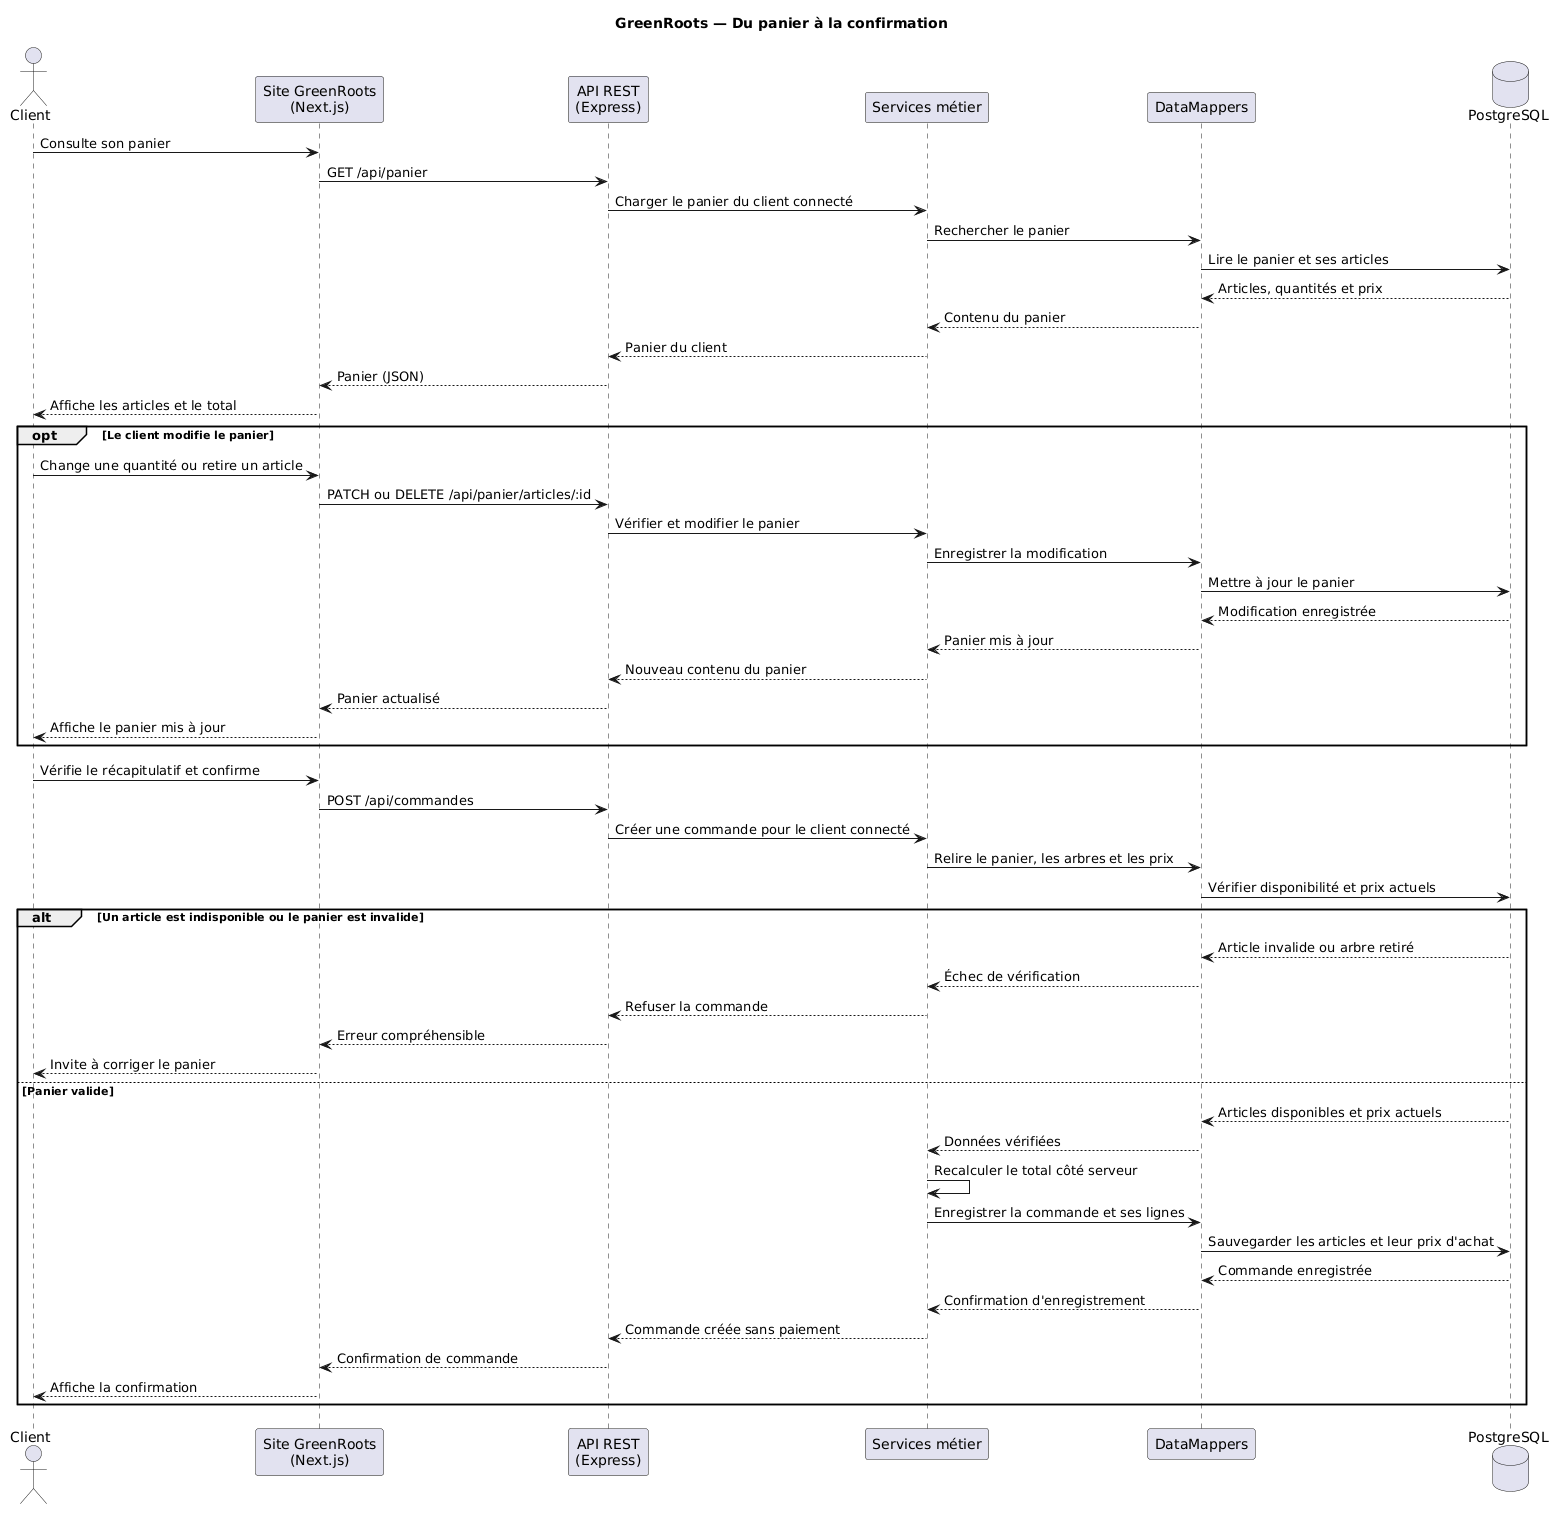 GreenRoots — Du panier à la confirmation
Client
Site GreenRoots
(Next.js)
API REST
(Express)
Services métier
DataMappers
PostgreSQL
Consulte son panier
GET /api/panier
Charger le panier du client connecté
Rechercher le panier
Lire le panier et ses articles
Articles, quantités et prix
Contenu du panier
Panier du client
Panier (JSON)
Affiche les articles et le total
opt [Le client modifie le panier]
Change une quantité ou retire un article
PATCH ou DELETE /api/panier/articles/:id
Vérifier et modifier le panier
Enregistrer la modification
Mettre à jour le panier
Modification enregistrée
Panier mis à jour
Nouveau contenu du panier
Panier actualisé
Affiche le panier mis à jour
Vérifie le récapitulatif et confirme
POST /api/commandes
Créer une commande pour le client connecté
Relire le panier, les arbres et les prix
Vérifier disponibilité et prix actuels
alt [Un article est indisponible ou le panier est invalide]
Article invalide ou arbre retiré
Échec de vérification
Refuser la commande
Erreur compréhensible
Invite à corriger le panier
[Panier valide]
Articles disponibles et prix actuels
Données vérifiées
Recalculer le total côté serveur
Enregistrer la commande et ses lignes
Sauvegarder les articles et leur prix d'achat
Commande enregistrée
Confirmation d'enregistrement
Commande créée sans paiement
Confirmation de commande
Affiche la confirmation
Client
Site GreenRoots
(Next.js)
API REST
(Express)
Services métier
DataMappers
PostgreSQL